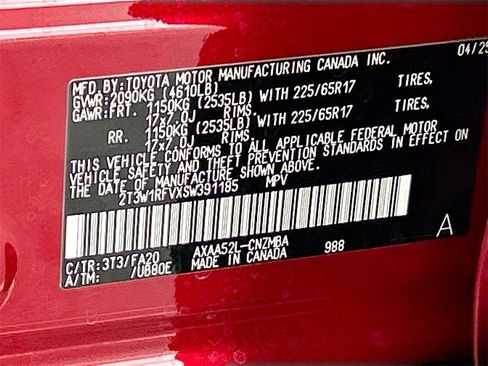 MFD.BY:TOYOTA MOTOR MANUFACTURING CANADA INC. 04/25
GVWR: 2090KG (4610LB)
GAWR:FRT. 1150KG (2535LB) WITH 225/65R17 TIRES,
17x7.0J RIMS,
RR. 1150KG (2535LB) WITH 225/65R17 TIRES,
17x7.0J RIMS,
THIS VEHICLE CONFORMS TO ALL APPLICABLE FEDERAL MOTOR
VEHICLE SAFETY AND THEFT PREVENTION STANDARDS IN EFFECT ON
THE DATE OF MANUFACTURE SHOWN ABOVE.
2T3W1RFVXSW391185 MPV
C/TR:3T3/FA20 AXAA52L-CNZMBA 988 A
A/TM: /UB80E MADE IN CANADA